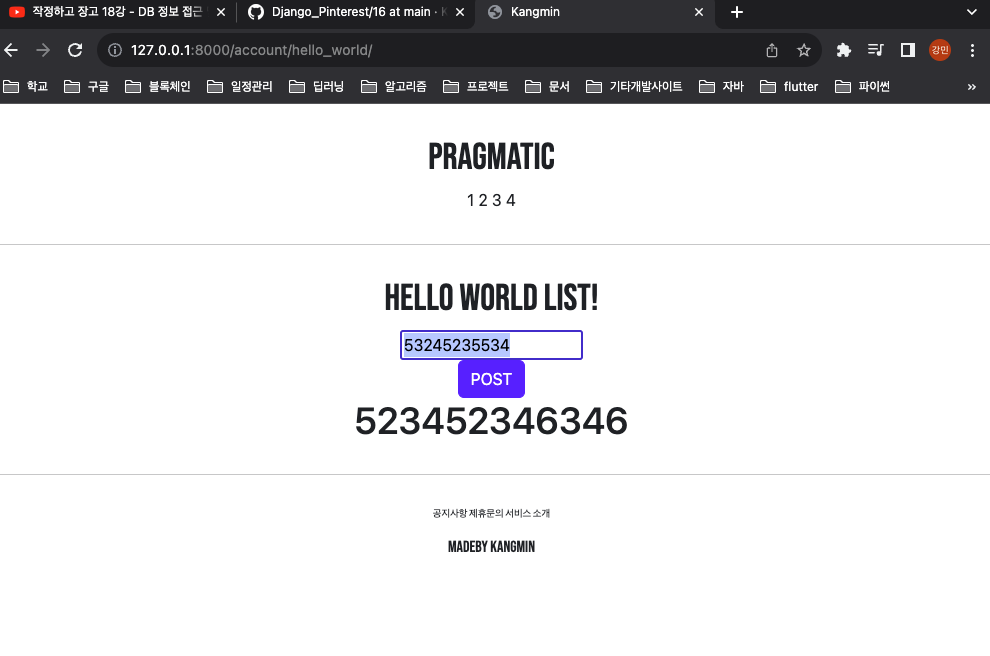 작정하고 장고 18강 - DB 정보 접근
Django_Pinterest/16 at main ·
Kangmin
127.0.0.1:8000/account/hello_world/
강민
학교 구글 블록체인 일정관리 딥러닝 알고리즘 프로젝트 문서 기타개발사이트 자바 flutter 파이썬 »
PRAGMATIC
1 2 3 4
HELLO WORLD LIST!
53245235534
POST
523452346346
공지사항 제휴문의 서비스 소개
MADEBY KANGMIN